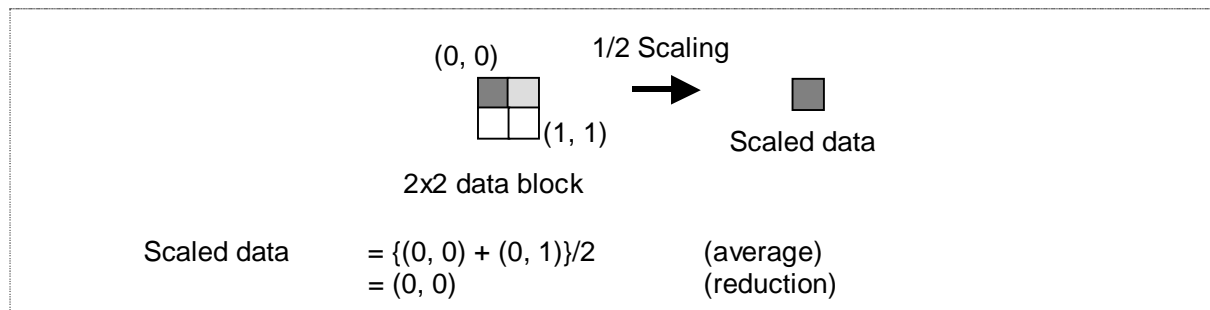 (0, 0)
1/2 Scaling
(1, 1)
Scaled data
2x2 data block
Scaled data = {(0, 0) + (0, 1)}/2 (average)
= (0, 0) (reduction)